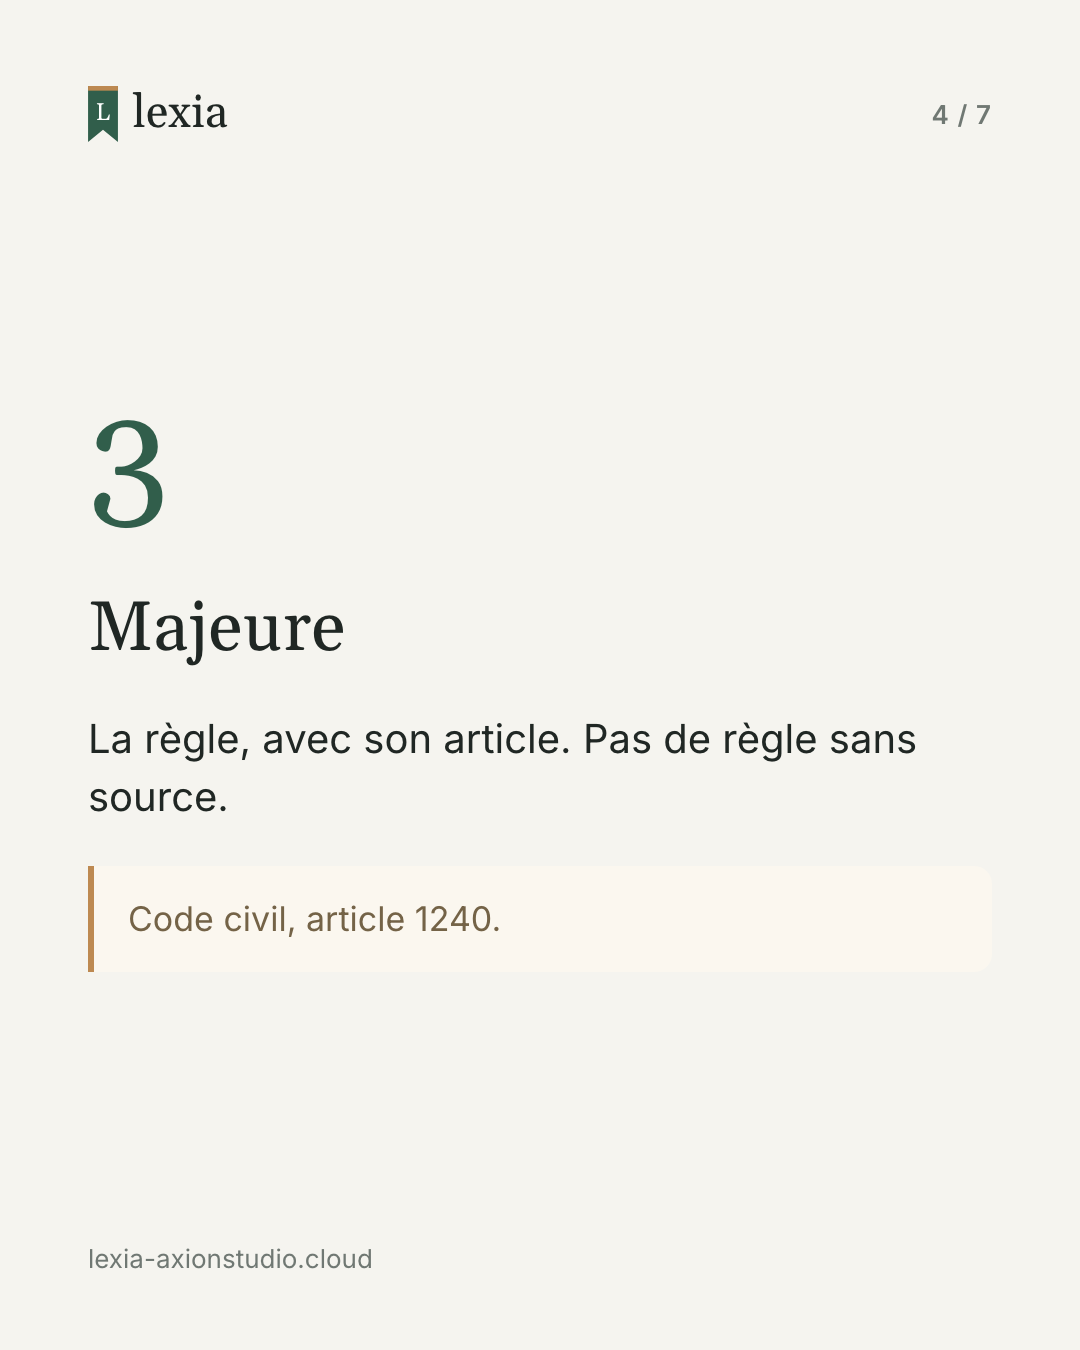 L lexia
4 / 7
3
Majeure
La règle, avec son article. Pas de règle sans
source.
Code civil, article 1240.
lexia-axionstudio.cloud